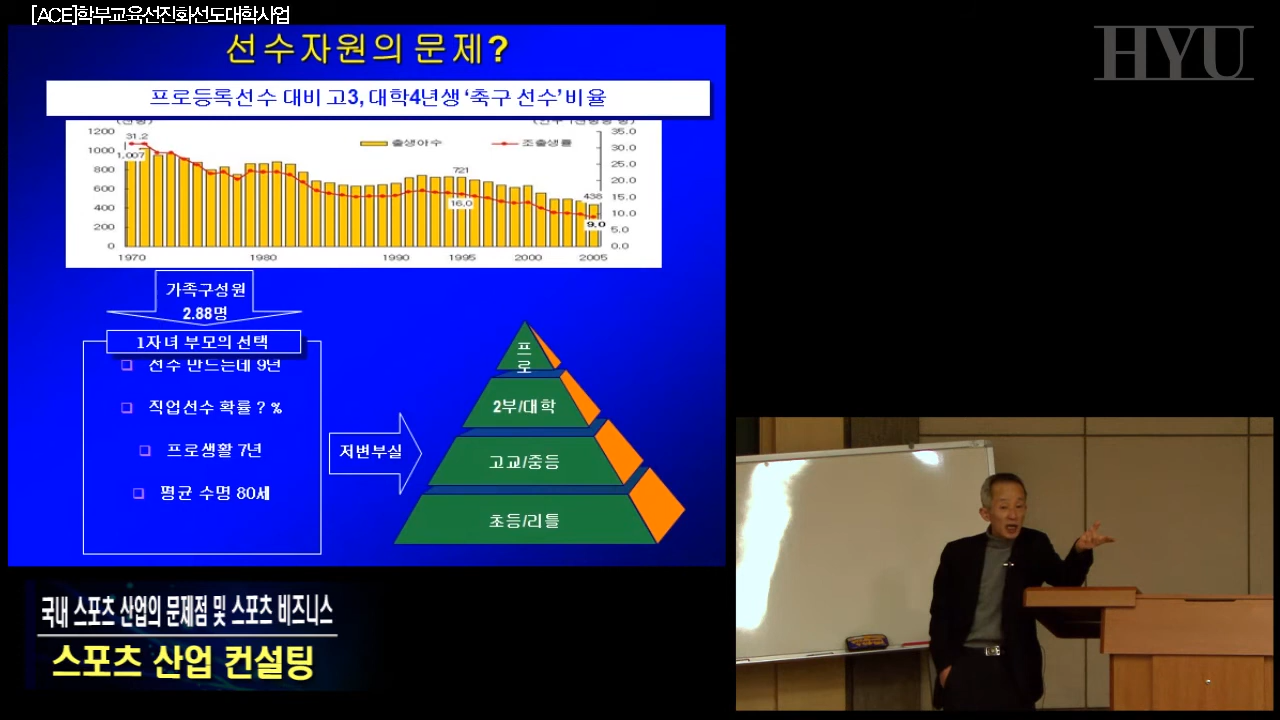 [ACE]학부교육선진화선도대학사업
HYU
선수자원의 문제?
프로등록선수 대비 고3, 대학4년생 ‘축구 선수’ 비율
1200
1000
800
600
400
200
0
31.2
1,007
출생아수
조출생률
721
16.0
438
9.0
35.0
30.0
25.0
20.0
15.0
10.0
5.0
0.0
1970
1980
1990
1995
2000
2005
가족구성원
2.88명
1자녀 부모의 선택
선수 만드는데 9년
직업선수 확률 ? %
프로생활 7년
평균 수명 80세
저변부실
프
로
2부/대학
고교/중등
초등/리틀
국내 스포츠 산업의 문제점 및 스포츠 비즈니스
스포츠 산업 컨설팅